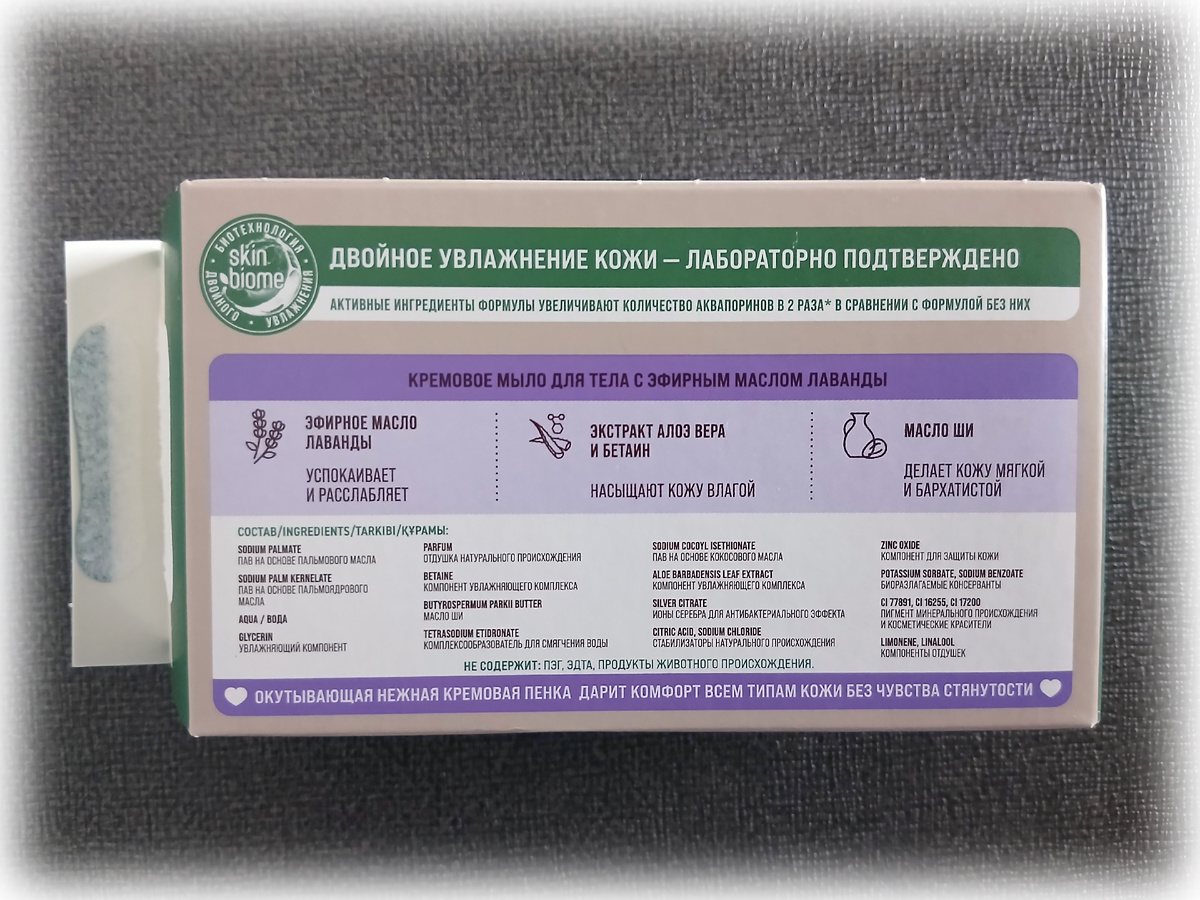 БИОТЕХНОЛОГИЯ
skin
biome
ДВОЙНОГО • УВЛАЖНЕНИЯ
ДВОЙНОЕ УВЛАЖНЕНИЕ КОЖИ – ЛАБОРАТОРНО ПОДТВЕРЖДЕНО
АКТИВНЫЕ ИНГРЕДИЕНТЫ ФОРМУЛЫ УВЕЛИЧИВАЮТ КОЛИЧЕСТВО АКВАПОРИНОВ В 2 РАЗА* В СРАВНЕНИИ С ФОРМУЛОЙ БЕЗ НИХ
КРЕМОВОЕ МЫЛО ДЛЯ ТЕЛА С ЭФИРНЫМ МАСЛОМ ЛАВАНДЫ
ЭФИРНОЕ МАСЛО
ЛАВАНДЫ
УСПОКАИВАЕТ
И РАССЛАБЛЯЕТ
ЭКСТРАКТ АЛОЭ ВЕРА
И БЕТАИН
НАСЫЩАЮТ КОЖУ ВЛАГОЙ
МАСЛО ШИ
ДЕЛАЕТ КОЖУ МЯГКОЙ
И БАРХАТИСТОЙ
СОСТАВ/INGREDIENTS/TARKIBI/ҚҰРАМЫ:
SODIUM PALMATE
ПАВ НА ОСНОВЕ ПАЛЬМОВОГО МАСЛА
SODIUM PALM KERNELATE
ПАВ НА ОСНОВЕ ПАЛЬМОЯДРОВОГО
МАСЛА
AQUA / ВОДА
GLYCERIN
УВЛАЖНЯЮЩИЙ КОМПОНЕНТ
PARFUM
ОТДУШКА НАТУРАЛЬНОГО ПРОИСХОЖДЕНИЯ
BETAINE
КОМПОНЕНТ УВЛАЖНЯЮЩЕГО КОМПЛЕКСА
BUTYROSPERMUM PARKII BUTTER
МАСЛО ШИ
TETRASODIUM ETIDRONATE
КОМПЛЕКСООБРАЗОВАТЕЛЬ ДЛЯ СМЯГЧЕНИЯ ВОДЫ
SODIUM COCOYL ISETHIONATE
ПАВ НА ОСНОВЕ КОКОСОВОГО МАСЛА
ALOE BARBADENSIS LEAF EXTRACT
КОМПОНЕНТ УВЛАЖНЯЮЩЕГО КОМПЛЕКСА
SILVER CITRATE
ИОНЫ СЕРЕБРА ДЛЯ АНТИБАКТЕРИАЛЬНОГО ЭФФЕКТА
CITRIC ACID, SODIUM CHLORIDE
СТАБИЛИЗАТОРЫ НАТУРАЛЬНОГО ПРОИСХОЖДЕНИЯ
ZINC OXIDE
КОМПОНЕНТ ДЛЯ ЗАЩИТЫ КОЖИ
POTASSIUM SORBATE, SODIUM BENZOATE
БИОРАЗЛАГАЕМЫЕ КОНСЕРВАНТЫ
CI 77891, CI 16255, CI 17200
ПИГМЕНТ МИНЕРАЛЬНОГО ПРОИСХОЖДЕНИЯ
И КОСМЕТИЧЕСКИЕ КРАСИТЕЛИ
LIMONENE, LINALOOL
КОМПОНЕНТЫ ОТДУШЕК
НЕ СОДЕРЖИТ: ПЭГ, ЭДТА, ПРОДУКТЫ ЖИВОТНОГО ПРОИСХОЖДЕНИЯ.
ОКУТЫВАЮЩАЯ НЕЖНАЯ КРЕМОВАЯ ПЕНКА ДАРИТ КОМФОРТ ВСЕМ ТИПАМ КОЖИ БЕЗ ЧУВСТВА СТЯНУТОСТИ